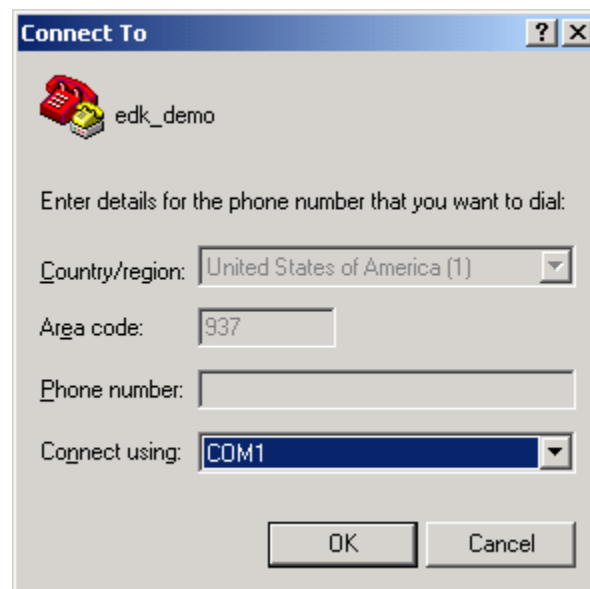 Connect To
edk_demo
Enter details for the phone number that you want to dial:
Country/region: United States of America (1)
Area code: 937
Phone number:
Connect using: COM1
OK Cancel